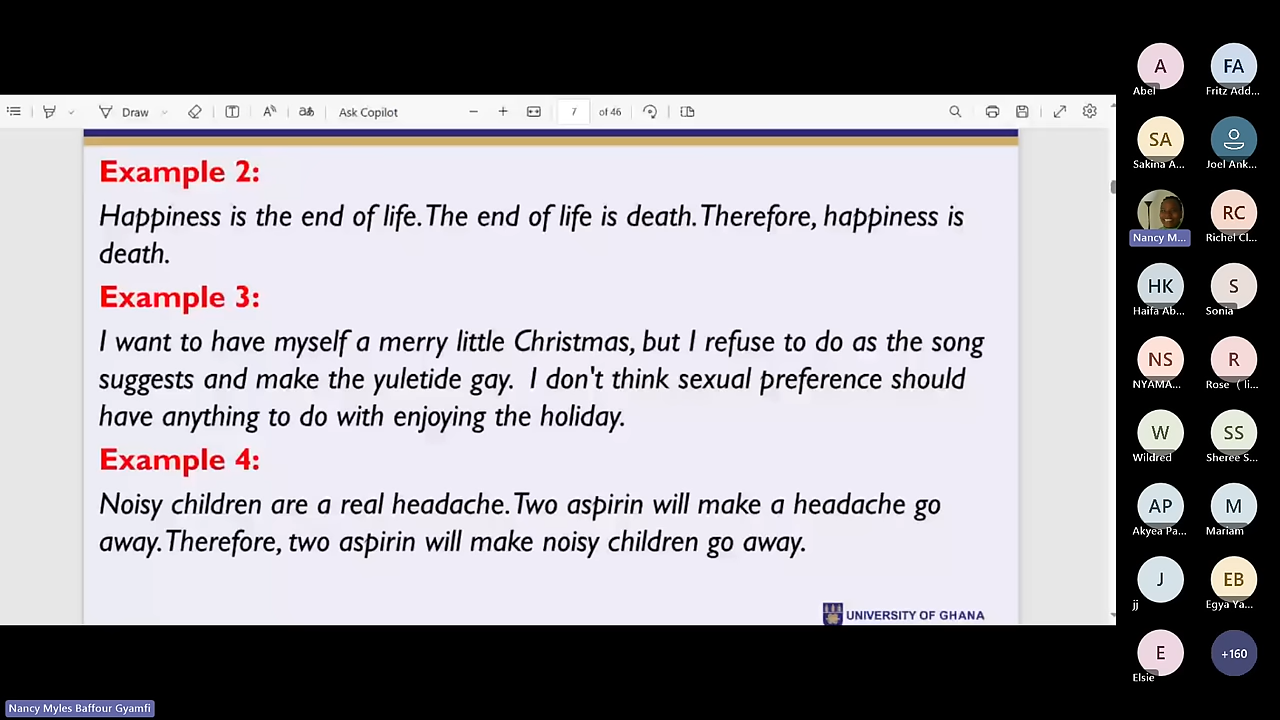 A
FA
Abel
Fritz Add...
Draw
A
aあ
Ask Copilot
7
of 46
SA
Sakina A...
Joel Ank...
Example 2:
Happiness is the end of life. The end of life is death. Therefore, happiness is
death.
Example 3:
I want to have myself a merry little Christmas, but I refuse to do as the song
suggests and make the yuletide gay. I don't think sexual preference should
have anything to do with enjoying the holiday.
Example 4:
Noisy children are a real headache. Two aspirin will make a headache go
away. Therefore, two aspirin will make noisy children go away.
UNIVERSITY OF GHANA
Nancy M...
RC
Richel Cl...
HK
S
Haifa Ab...
Sonia
NS
R
NYAMA...
Rose ( li...
W
SS
Wildred
Sheree S...
AP
M
Akyea Pa...
Mariam
J
EB
jj
Egya Ya...
E
+160
Elsie
Nancy Myles Baffour Gyamfi